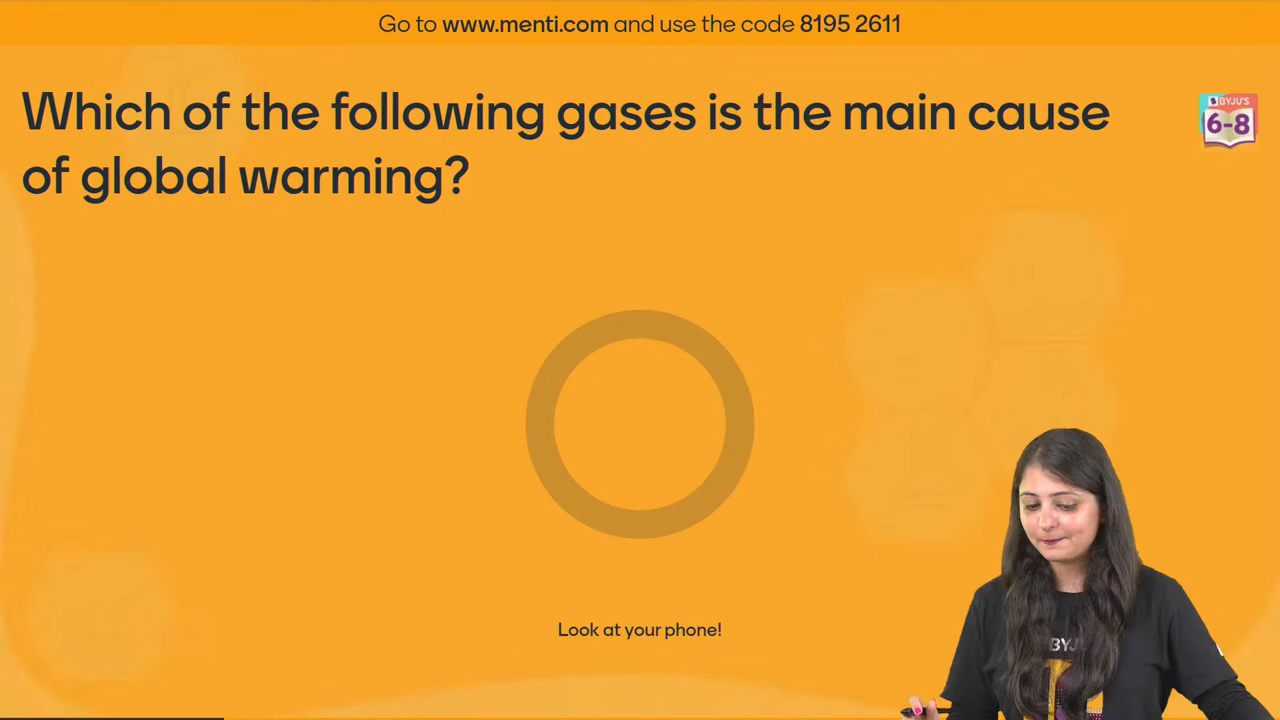 Go to www.menti.com and use the code 8195 2611
Which of the following gases is the main cause
of global warming?
BYJU'S
6-8
Look at your phone!
BYJU